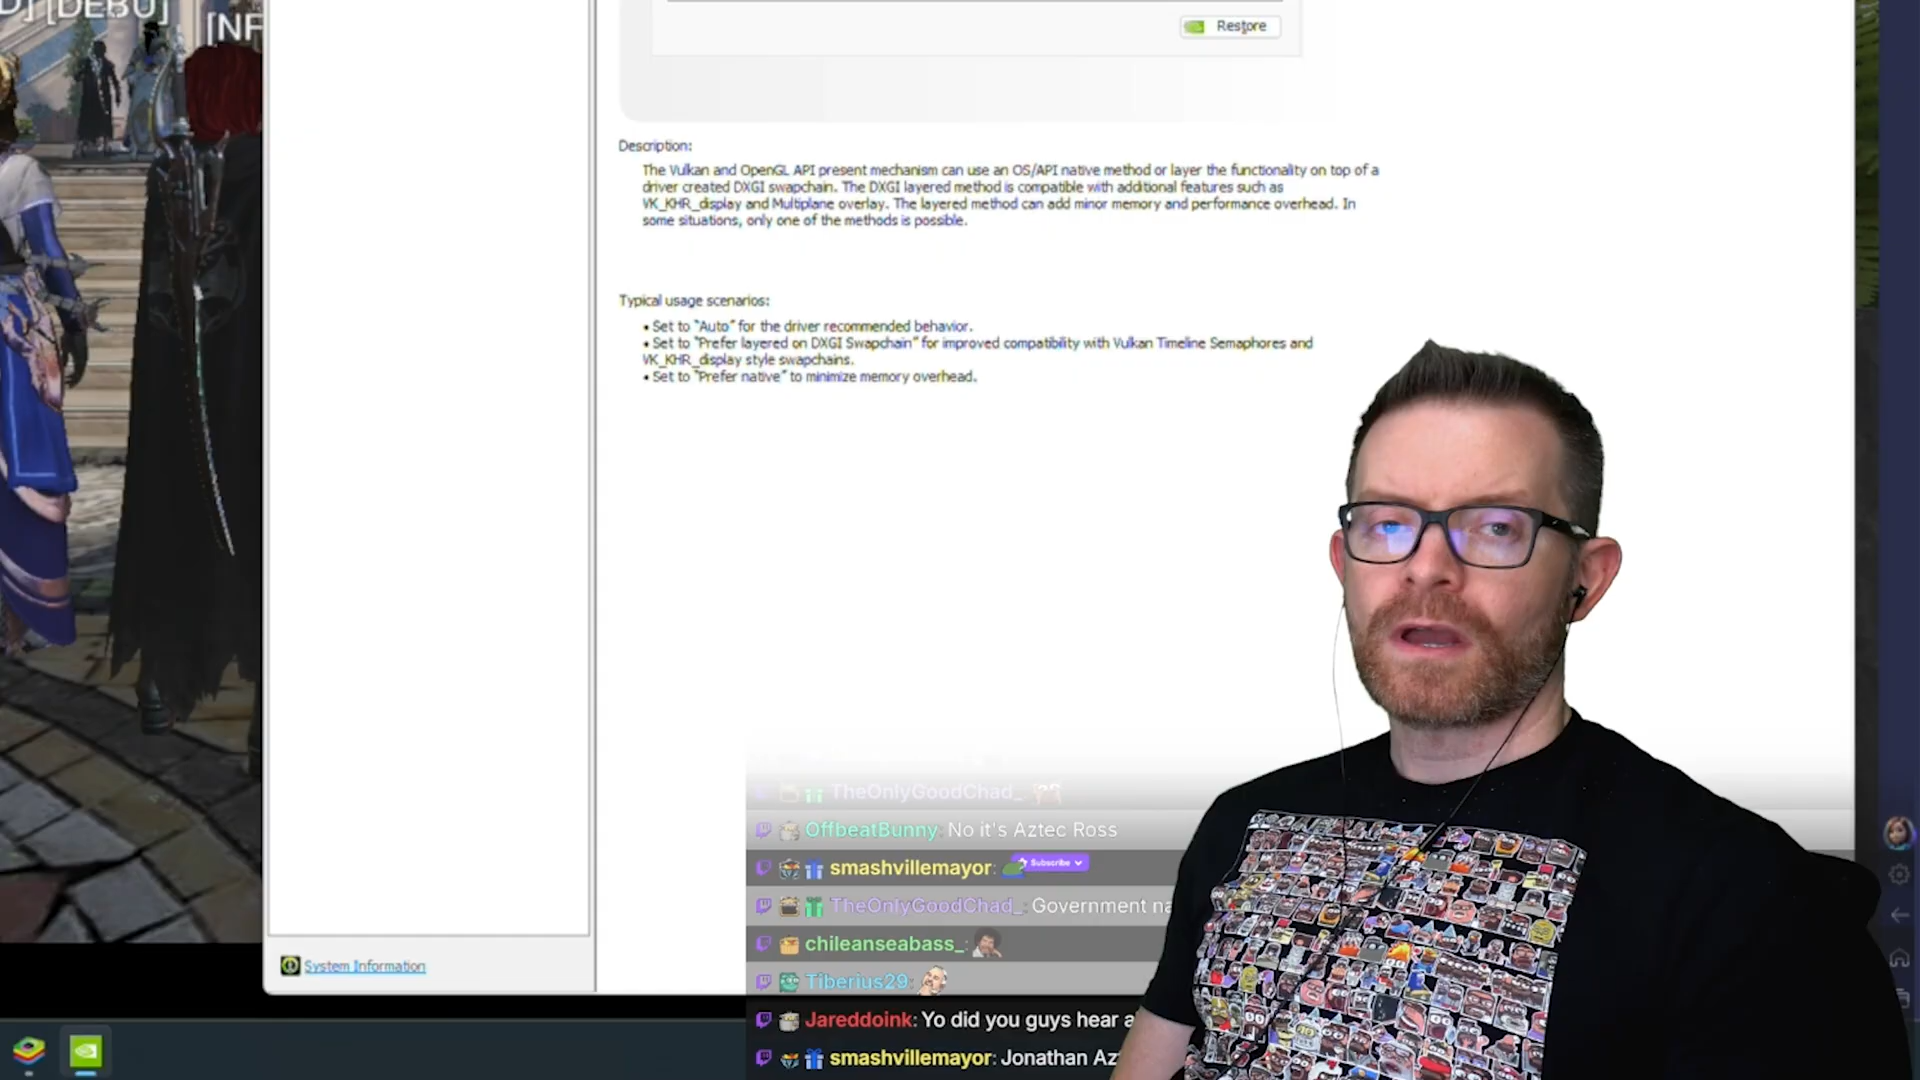 [DEBU]
[NF
Restore
Description:
The Vulkan and OpenGL API present mechanism can use an OS/API native method or layer the functionality on top of a
driver created DXGI swapchain. The DXGI layered method is compatible with additional features such as
VK_KHR_display and Multiplane overlay. The layered method can add minor memory and performance overhead. In
some situations, only one of the methods is possible.
Typical usage scenarios:
• Set to "Auto" for the driver recommended behavior.
• Set to "Prefer layered on DXGI Swapchain" for improved compatibility with Vulkan Timeline Semaphores and
VK_KHR_display style swapchains.
• Set to "Prefer native" to minimize memory overhead.
TheOnlyGoodChad_:
OffbeatBunny: No it's Aztec Ross
smashvillemayor: Subscribe
TheOnlyGoodChad_: Government na
chileanseabass_:
Tiberius29:
Jareddoink: Yo did you guys hear a
smashvillemayor: Jonathan Az
System Information